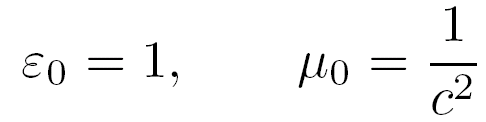 ε₀ = 1, μ₀ = 1/c²